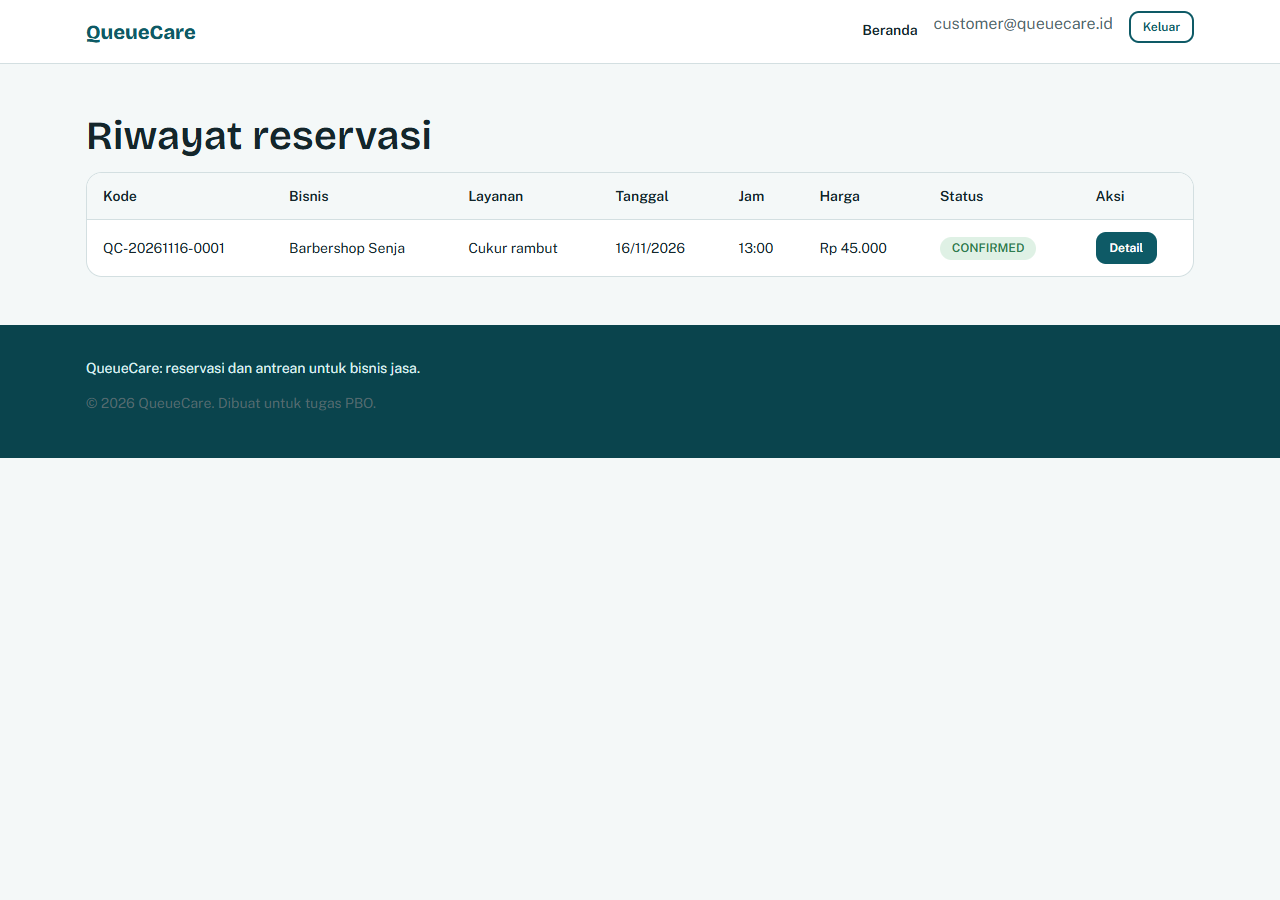 QueueCare
Beranda customer@queuecare.id Keluar
Riwayat reservasi
Kode Bisnis Layanan Tanggal Jam Harga Status Aksi
QC-20261116-0001 Barbershop Senja Cukur rambut 16/11/2026 13:00 Rp 45.000 CONFIRMED Detail
QueueCare: reservasi dan antrean untuk bisnis jasa.
© 2026 QueueCare. Dibuat untuk tugas PBO.